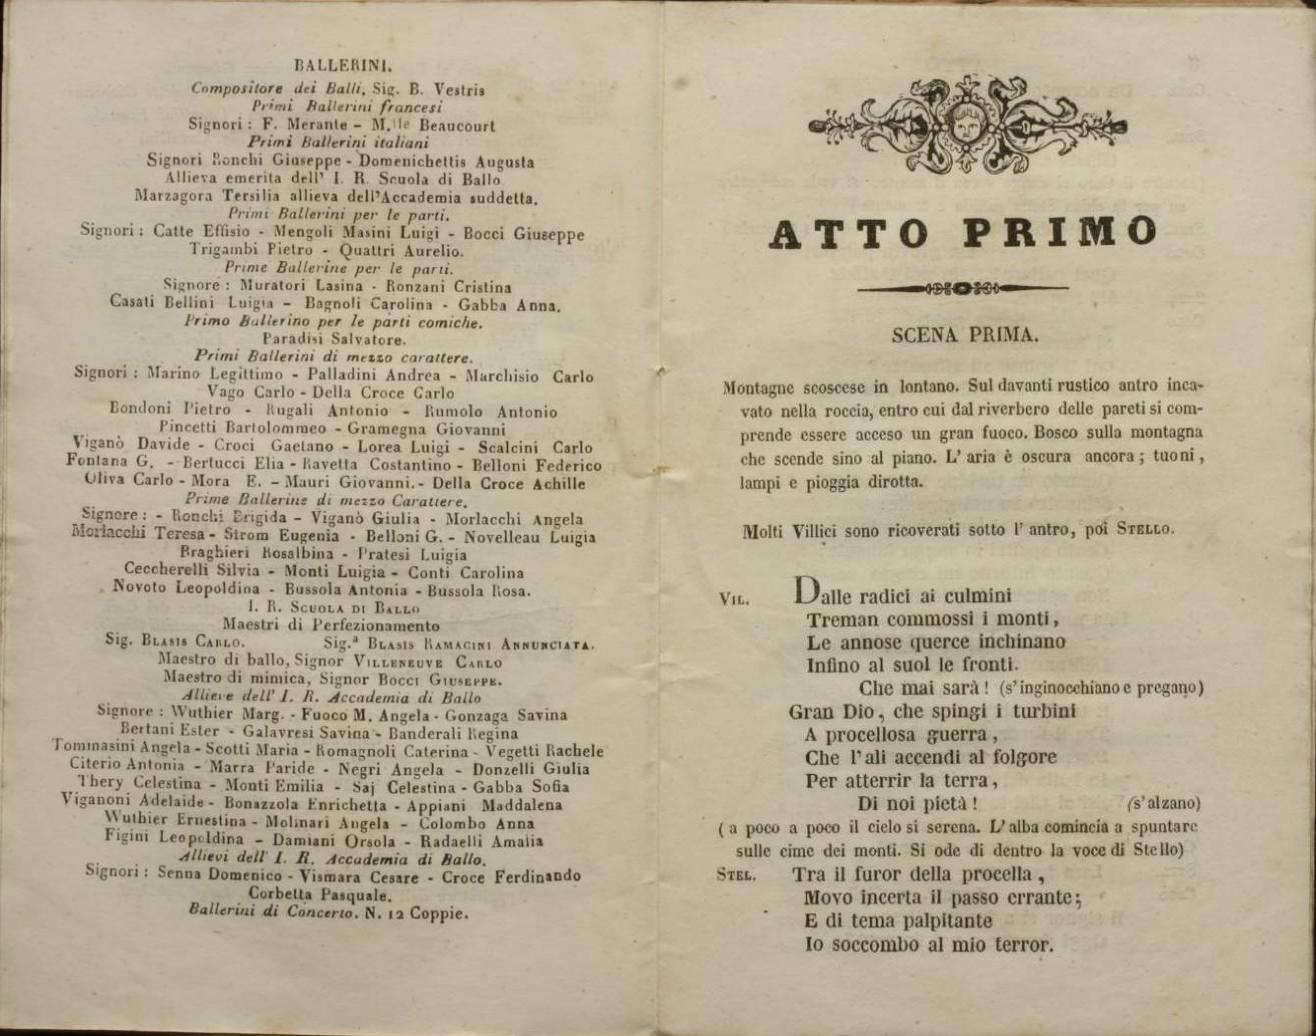 BALLERINI.
Compositore dei Balli, Sig. B. Vestris
Primi Ballerini francesi
Signori : F. Merante - M.lle Beaucourt
Primi Ballerini italiani
Signori Ronchi Giuseppe - Domenichettis Augusta
Allieva emerita dell' I. R. Scuola di Ballo
Marzagora Tersilia allieva dell'Accademia suddetta.
Primi Ballerini per le parti.
Signori : Catte Effisio - Mengoli Masini Luigi - Bocci Giuseppe
Trigambi Pietro - Quattri Aurelio.
Prime Ballerine per le parti.
Signore : Muratori Lasina - Ronzani Cristina
Casati Bellini Luigia - Bagnoli Carolina - Gabba Anna.
Primo Ballerino per le parti comiche.
Paradisi Salvatore.
Primi Ballerini di mezzo carattere.
Signori : Marino Legittimo - Palladini Andrea - Marchisio Carlo
Vago Carlo - Della Croce Carlo
Bondoni Pietro - Rugali Antonio - Rumolo Antonio
Pincetti Bartolommeo - Gramegna Giovanni
Viganò Davide - Croci Gaetano - Lorea Luigi - Scalcini Carlo
Fontana G. - Bertucci Elia - Ravetta Costantino - Belloni Federico
Oliva Carlo - Mora E. - Mauri Giovanni. - Della Croce Achille
Prime Ballerine di mezzo Carattere.
Signore : - Ronchi Brigida - Viganò Giulia - Morlacchi Angela
Morlacchi Teresa - Strom Eugenia - Belloni G. - Novelleau Luigia
Braghieri Rosalbina - Pratesi Luigia
Ceccherelli Silvia - Monti Luigia - Conti Carolina
Novoto Leopoldina - Bussola Antonia - Bussola Rosa.
I. R. SCUOLA DI BALLO
Maestri di Perfezionamento
Sig. BLASIS CARLO. Sig.ª BLASIS RAMACINI ANNUNCIATA.
Maestro di ballo, Signor VILLENEUVE CARLO
Maestro di mimica, Signor BOCCI GIUSEPPE.
Allieve dell' I. R. Accademia di Ballo
Signore : Wuthier Marg. - Fuoco M. Angela - Gonzaga Savina
Bertani Ester - Galavresi Savina - Banderali Regina
Tommasini Angela - Scotti Maria - Romagnoli Caterina - Vegetti Rachele
Citerio Antonia - Marra Paride - Negri Angela - Donzelli Giulia
Thery Celestina - Monti Emilia - Saj Celestina - Gabba Sofia
Viganoni Adelaide - Bonazzola Enrichetta - Appiani Maddalena
Wuthier Ernestina - Molinari Angela - Colombo Anna
Figini Leopoldina - Damiani Orsola - Radaelli Amalia
Allievi dell' I. R. Accademia di Ballo.
Signori : Senna Domenico - Vismara Cesare - Croce Ferdinando
Corbetta Pasquale.
Ballerini di Concerto. N. 12 Coppie.
ATTO PRIMO
SCENA PRIMA.
Montagne scoscese in lontano. Sul davanti rustico antro inca-
vato nella roccia, entro cui dal riverbero delle pareti si com-
prende essere acceso un gran fuoco. Bosco sulla montagna
che scende sino al piano. L' aria è oscura ancora ; tuoni,
lampi e pioggia dirotta.
Molti Villici sono ricoverati sotto l' antro, poi STELLO.
VIL. Dalle radici ai culmini
Treman commossi i monti,
Le annose querce inchinano
Infino al suol le fronti.
Che mai sarà ! (s'inginocchiano e pregano)
Gran Dio, che spingi i turbini
A procellosa guerra,
Che l'ali accendi al folgore
Per atterrir la terra,
Di noi pietà ! (s'alzano)
( a poco a poco il cielo si serena. L'alba comincia a spuntare
sulle cime dei monti. Si ode di dentro la voce di Stello)
STEL. Tra il furor della procella,
Movo incerta il passo errante;
E di tema palpitante
Io soccombo al mio terror.